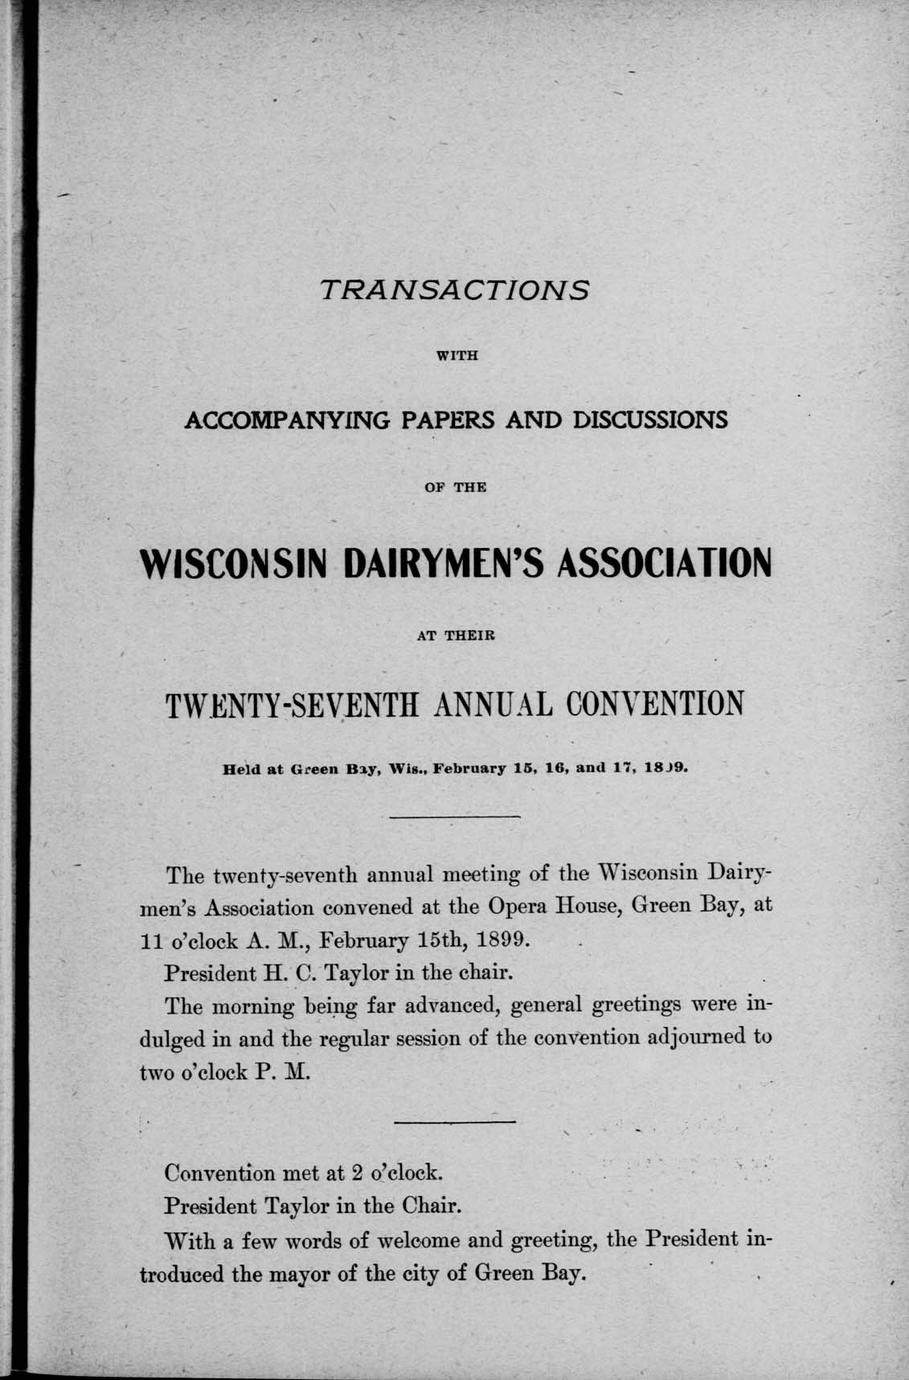 TRANSACTIONS
WITH
ACCOMPANYING PAPERS AND DISCUSSIONS
OF THE
WISCONSIN DAIRYMEN'S ASSOCIATION
AT THEIR
TWENTY-SEVENTH ANNUAL CONVENTION
Held at Green Bay, Wis., February 15, 16, and 17, 1899.
The twenty-seventh annual meeting of the Wisconsin Dairy-
men's Association convened at the Opera House, Green Bay, at
11 o'clock A. M., February 15th, 1899.
President H. C. Taylor in the chair.
The morning being far advanced, general greetings were in-
dulged in and the regular session of the convention adjourned to
two o'clock P. M.
Convention met at 2 o'clock.
President Taylor in the Chair.
With a few words of welcome and greeting, the President in-
troduced the mayor of the city of Green Bay.